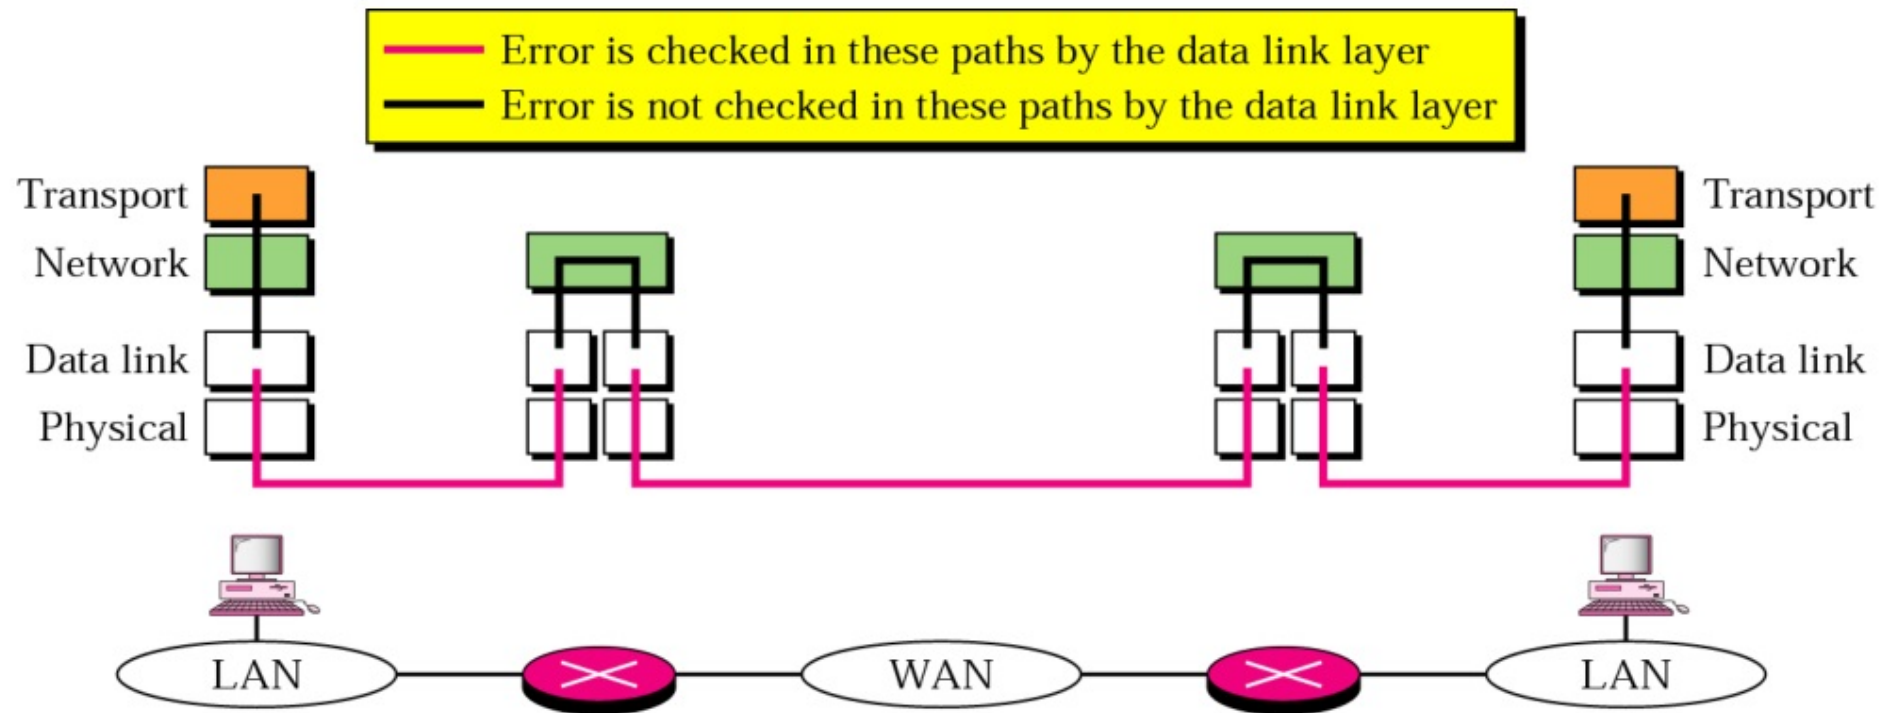 Error is checked in these paths by the data link layer
Error is not checked in these paths by the data link layer
Transport
Transport
Network
Network
Data link
Data link
Physical
Physical
LAN
WAN
LAN